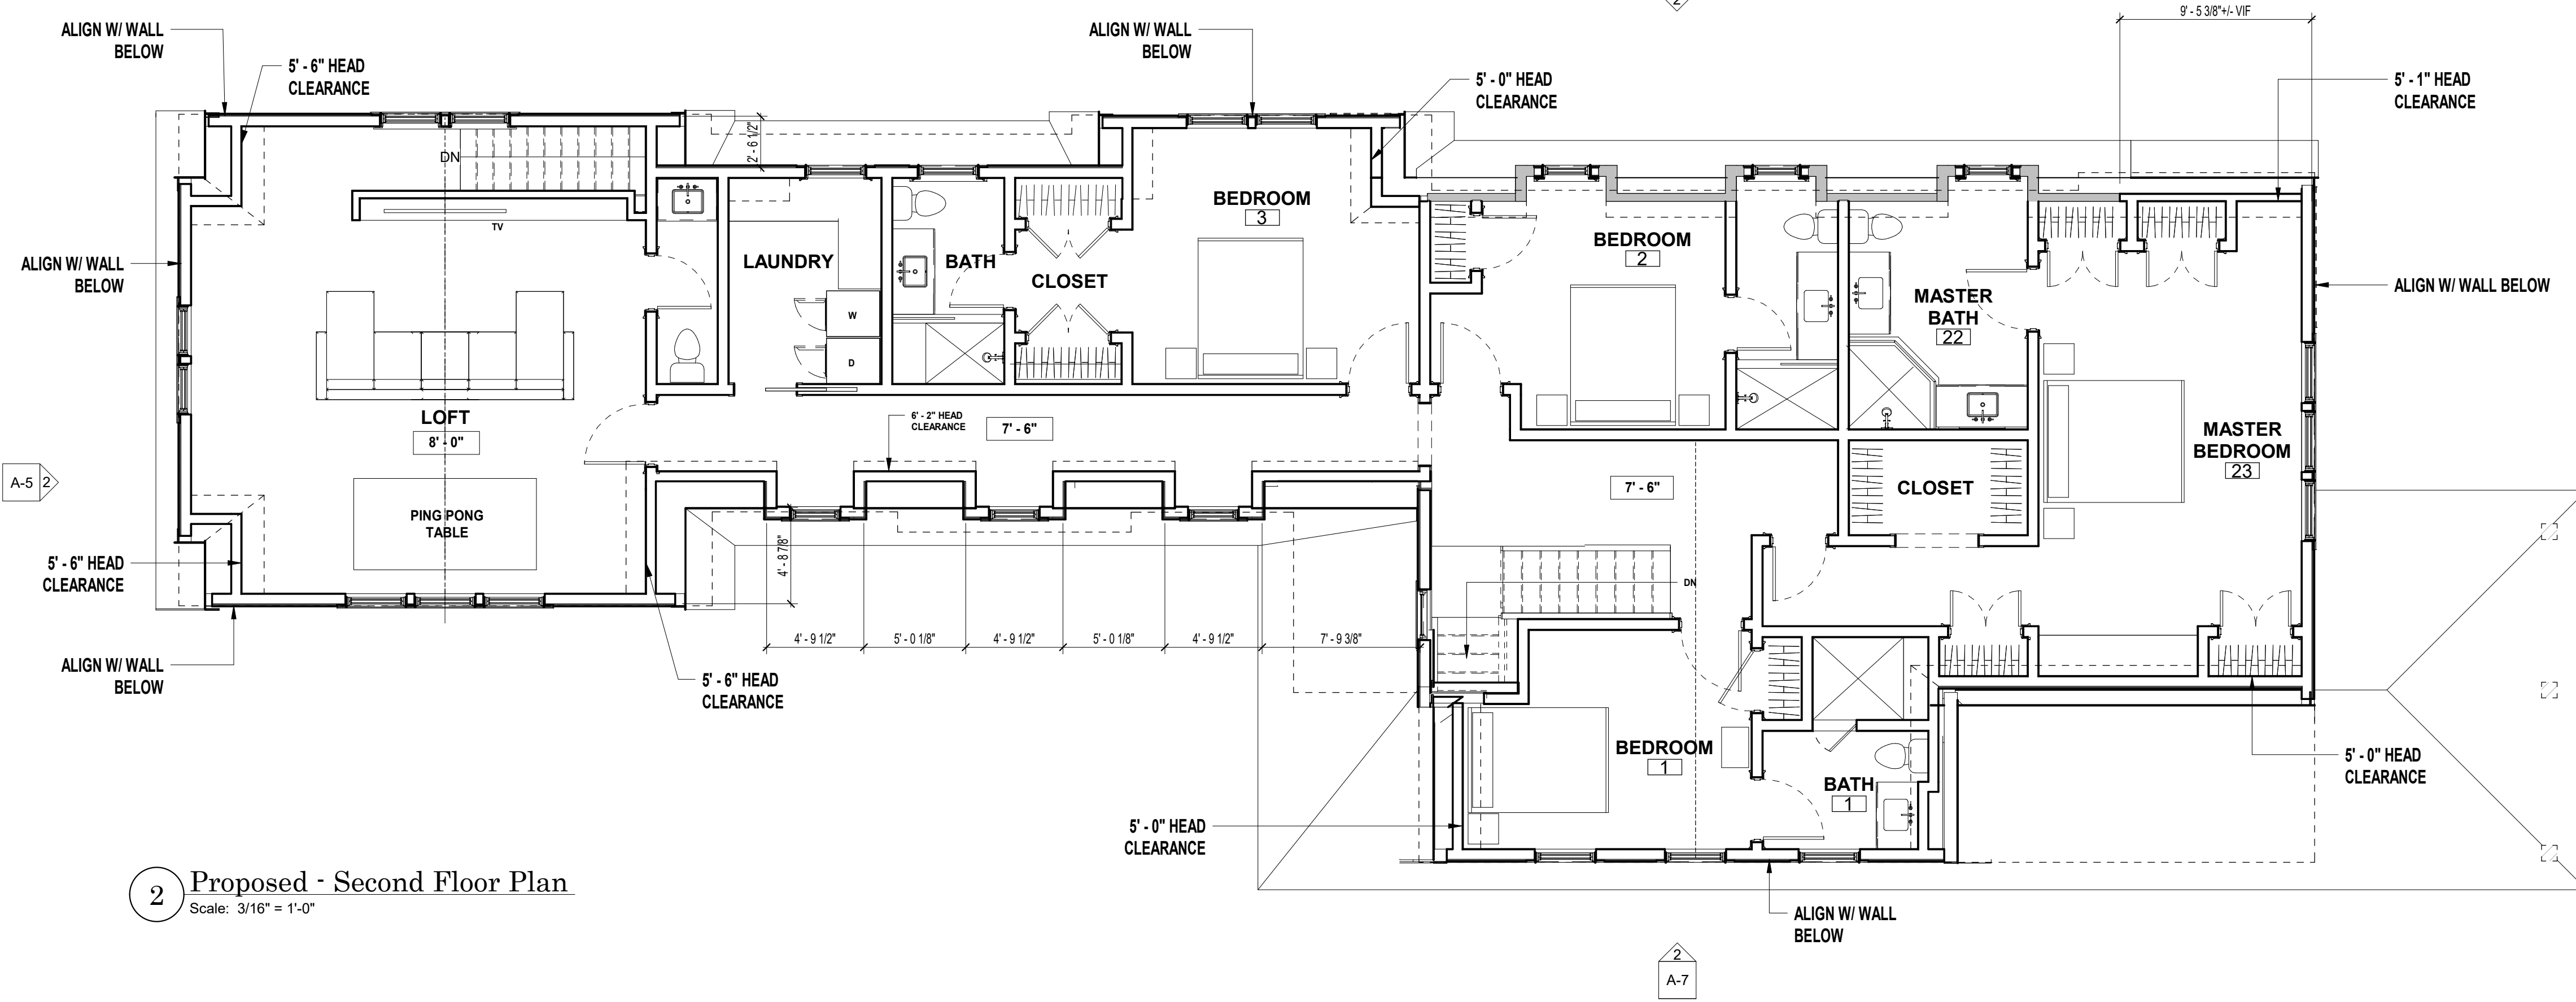 2
9' - 5 3/8"+/- VIF
ALIGN W/ WALL
BELOW
5' - 6" HEAD
CLEARANCE
ALIGN W/ WALL
BELOW
5' - 0" HEAD
CLEARANCE
5' - 1" HEAD
CLEARANCE
2' - 6 1/2"
DN
TV
BEDROOM
3
BEDROOM
2
LAUNDRY
BATH
CLOSET
ALIGN W/ WALL
BELOW
ALIGN W/ WALL BELOW
MASTER
BATH
22
W
D
LOFT
8' - 0"
6' - 2" HEAD
CLEARANCE
7' - 6"
MASTER
BEDROOM
23
A-5
2
7' - 6"
CLOSET
PING PONG
TABLE
4' - 8 7/8"
5' - 6" HEAD
CLEARANCE
DN
4' - 9 1/2"
5' - 0 1/8"
4' - 9 1/2"
5' - 0 1/8"
4' - 9 1/2"
7' - 9 3/8"
ALIGN W/ WALL
BELOW
5' - 6" HEAD
CLEARANCE
BEDROOM
1
BATH
1
5' - 0" HEAD
CLEARANCE
5' - 0" HEAD
CLEARANCE
2
Proposed - Second Floor Plan
Scale: 3/16" = 1'-0"
ALIGN W/ WALL
BELOW
2
A-7